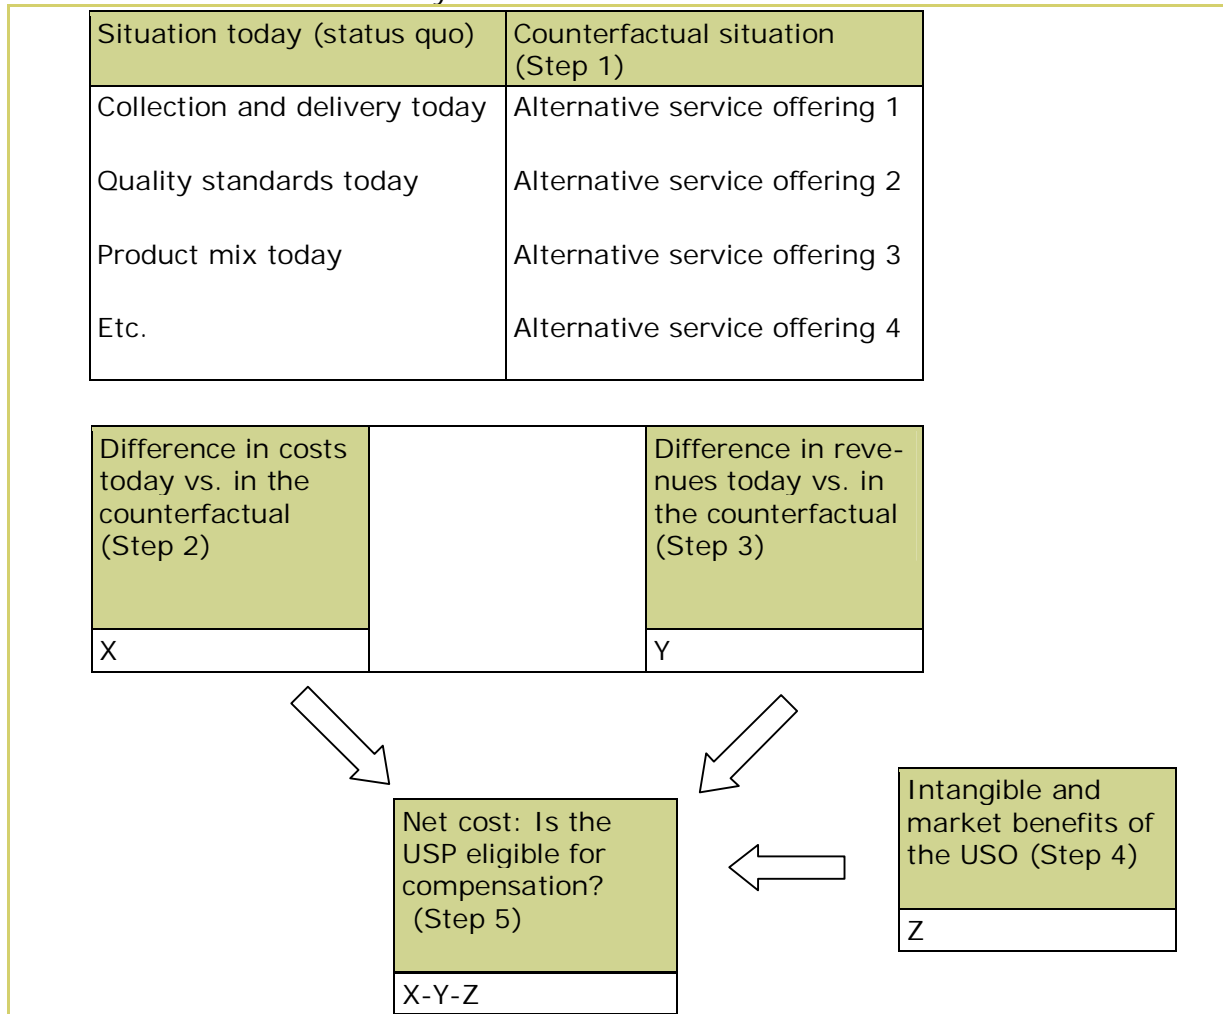 Situation today (status quo)
Counterfactual situation
(Step 1)
Collection and delivery today
Alternative service offering 1
Quality standards today
Alternative service offering 2
Product mix today
Alternative service offering 3
Etc.
Alternative service offering 4
Difference in costs
today vs. in the
counterfactual
(Step 2)
Difference in reve-
nues today vs. in
the counterfactual
(Step 3)
X
Y
Net cost: Is the
USP eligible for
compensation?
(Step 5)
X-Y-Z
Intangible and
market benefits of
the USO (Step 4)
Z